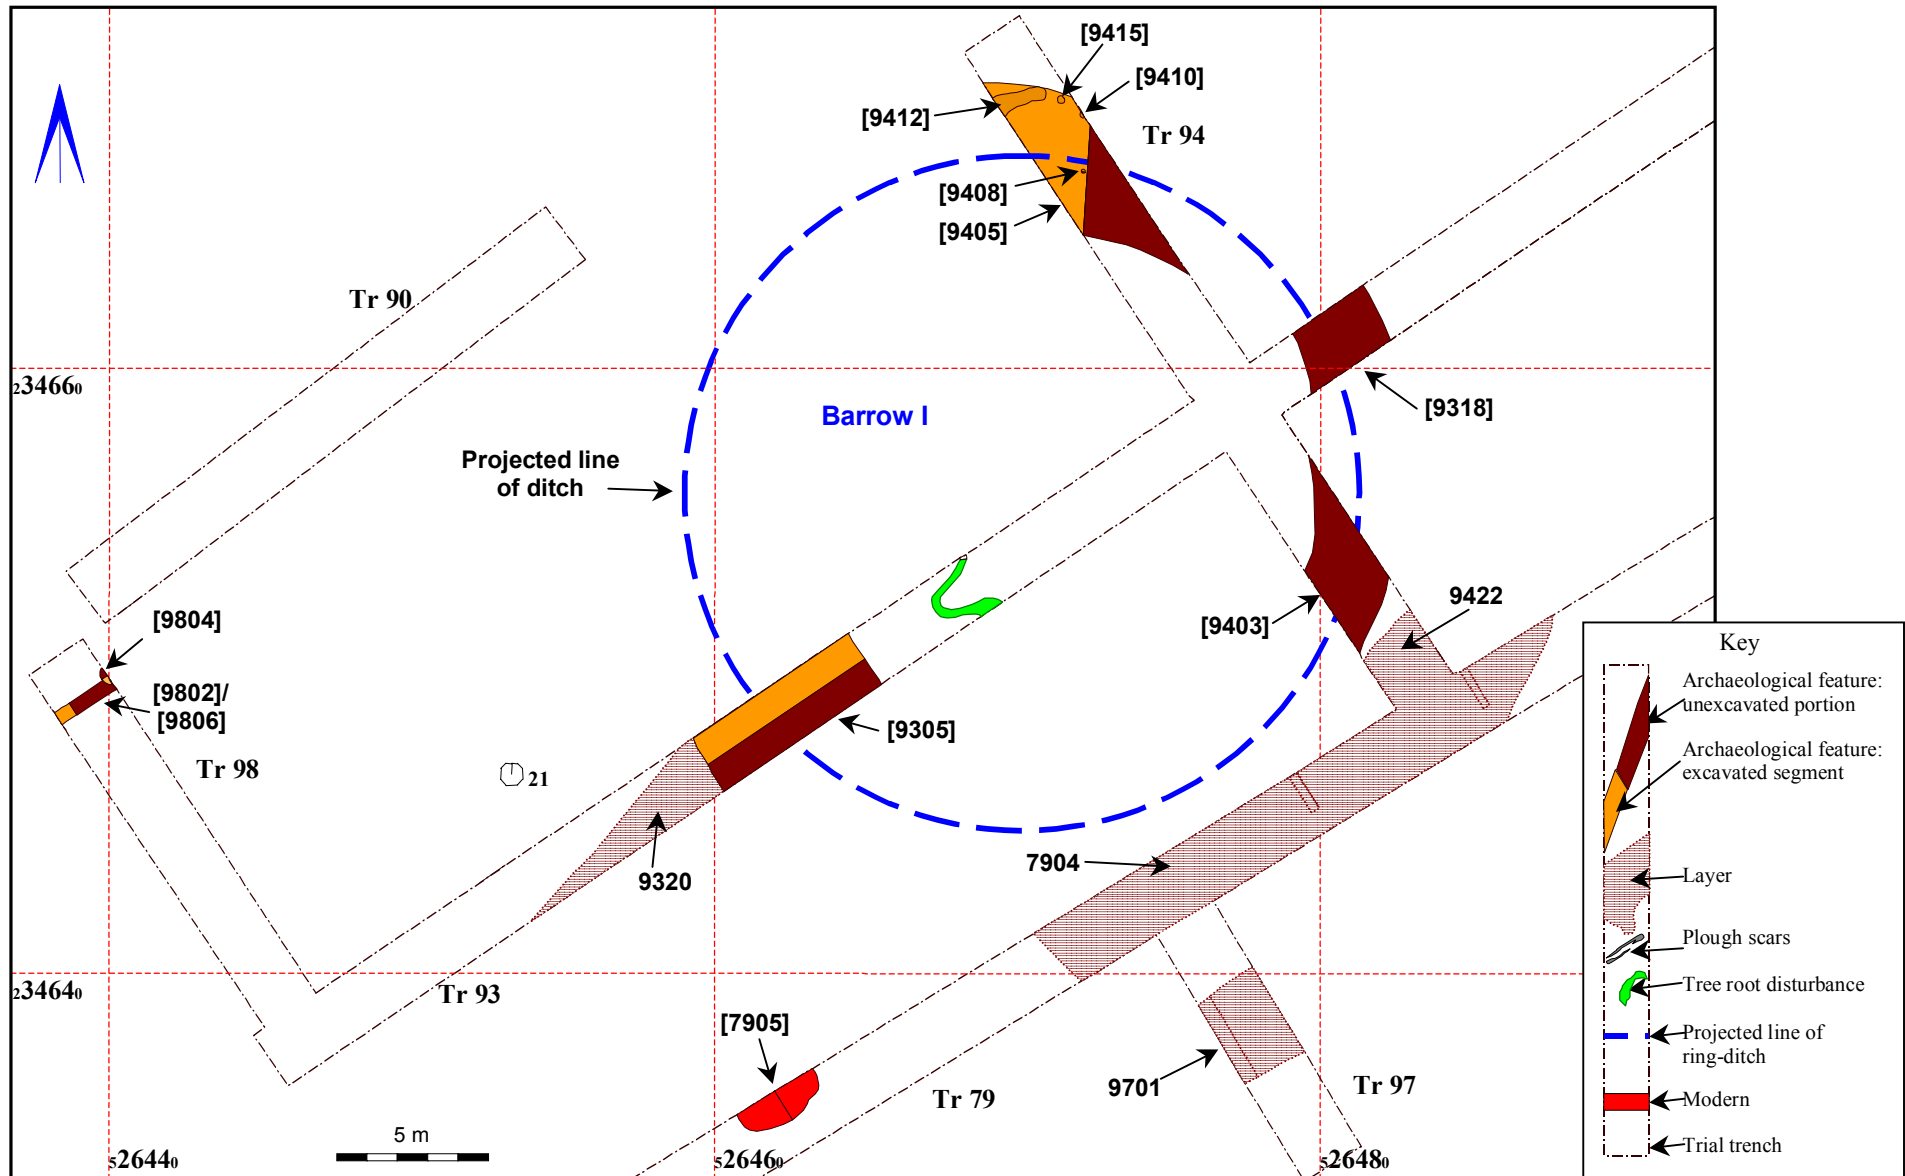 [9415]
[9410]
[9412]
Tr 94
[9408]
[9405]
Tr 90
234660
Barrow I
[9318]
Projected line
of ditch
9422
[9804]
[9403]
[9802]/
[9806]
[9305]
Tr 98
21
7904
9320
234640
Tr 93
[7905]
9701
Tr 97
Tr 79
5 m
526440
526460
526480
Key
Archaeological feature:
unexcavated portion
Archaeological feature:
excavated segment
Layer
Plough scars
Tree root disturbance
Projected line of
ring-ditch
Modern
Trial trench